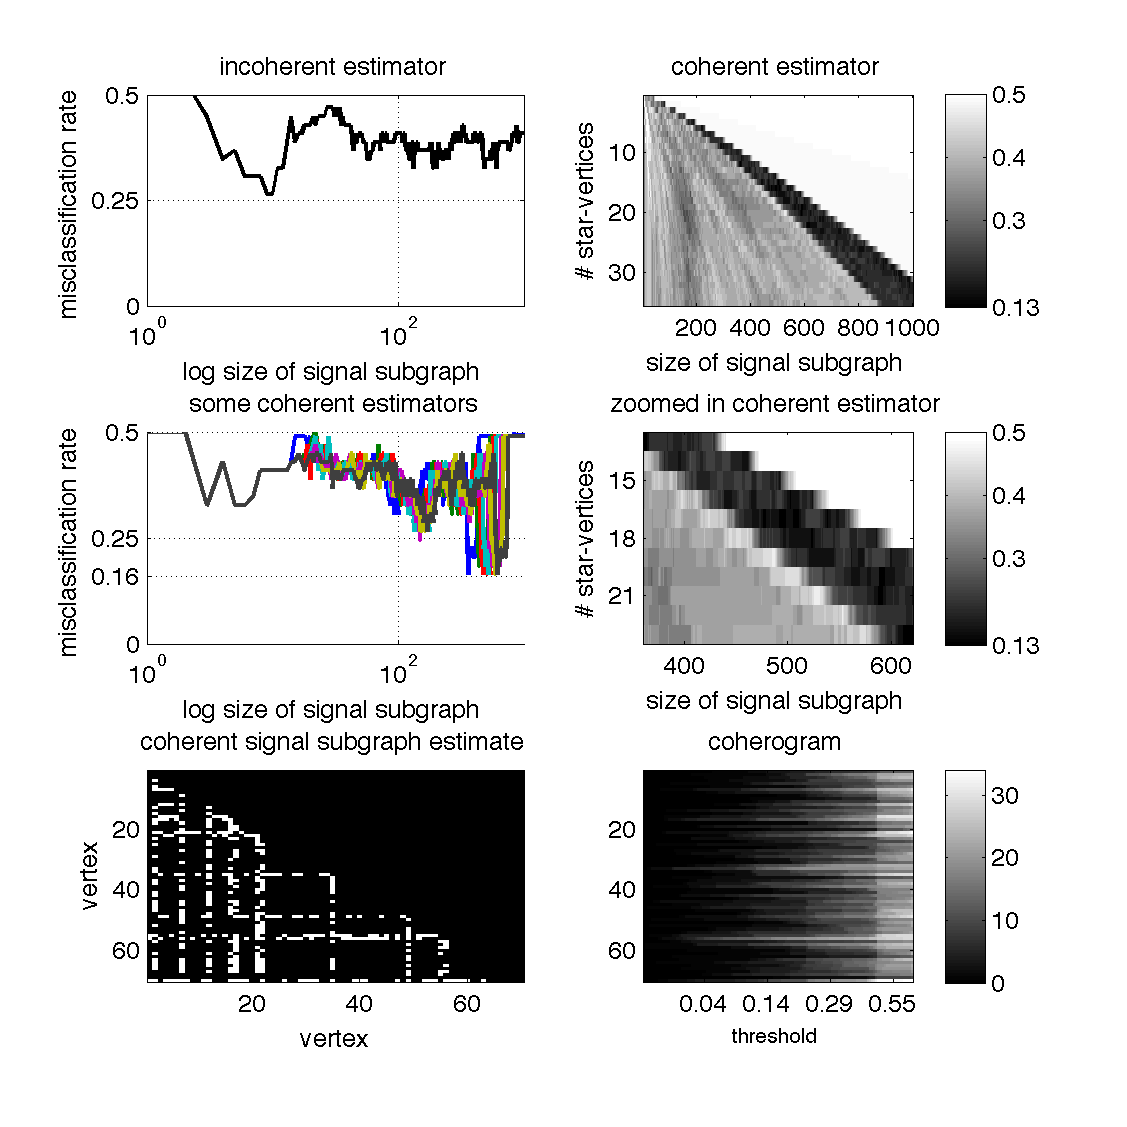 incoherent estimator
misclassification rate
0.5
0.25
0
10^0
10^2
log size of signal subgraph
coherent estimator
# star-vertices
10
20
30
200 400 600 800 1000
size of signal subgraph
0.5
0.4
0.3
0.13
some coherent estimators
misclassification rate
0.5
0.25
0.16
0
10^0
10^2
log size of signal subgraph
zoomed in coherent estimator
# star-vertices
15
18
21
400 500 600
size of signal subgraph
0.5
0.4
0.3
0.13
coherent signal subgraph estimate
vertex
20
40
60
20 40 60
vertex
coherogram
20
40
60
0.04 0.14 0.29 0.55
threshold
30
20
10
0